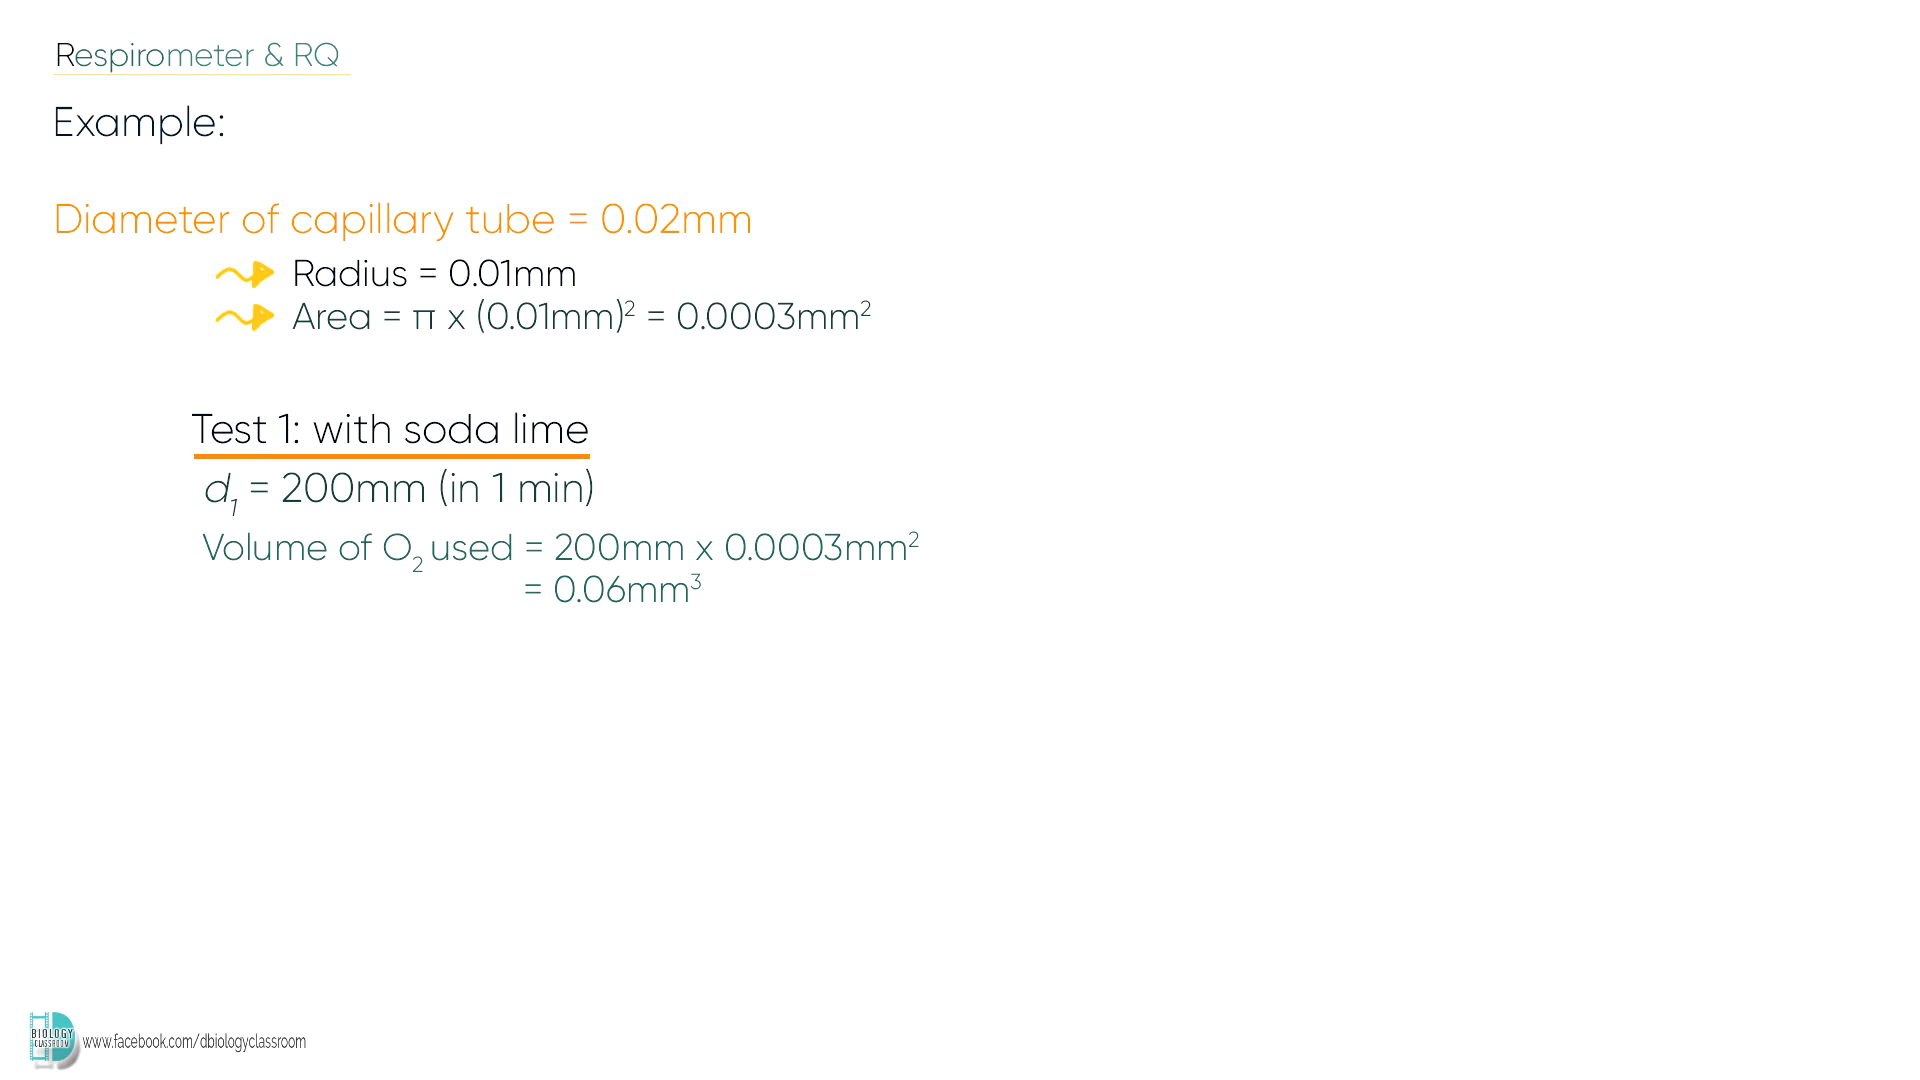 Respirometer & RQ
Example:
Diameter of capillary tube = 0.02mm
Radius = 0.01mm
Area = π x (0.01mm)² = 0.0003mm²
Test 1: with soda lime
d₁ = 200mm (in 1 min)
Volume of O₂ used = 200mm x 0.0003mm²
= 0.06mm³
BIOLOGY
CLASSROOM
www.facebook.com/dbiologyclassroom